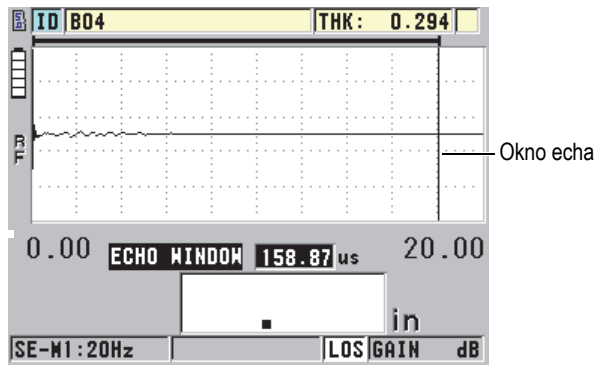 ID B04 THK: 0.294
RF
Okno echa
0.00 ECHO WINDOW 158.87 us 20.00
in
SE-M1:20Hz LOS GAIN dB